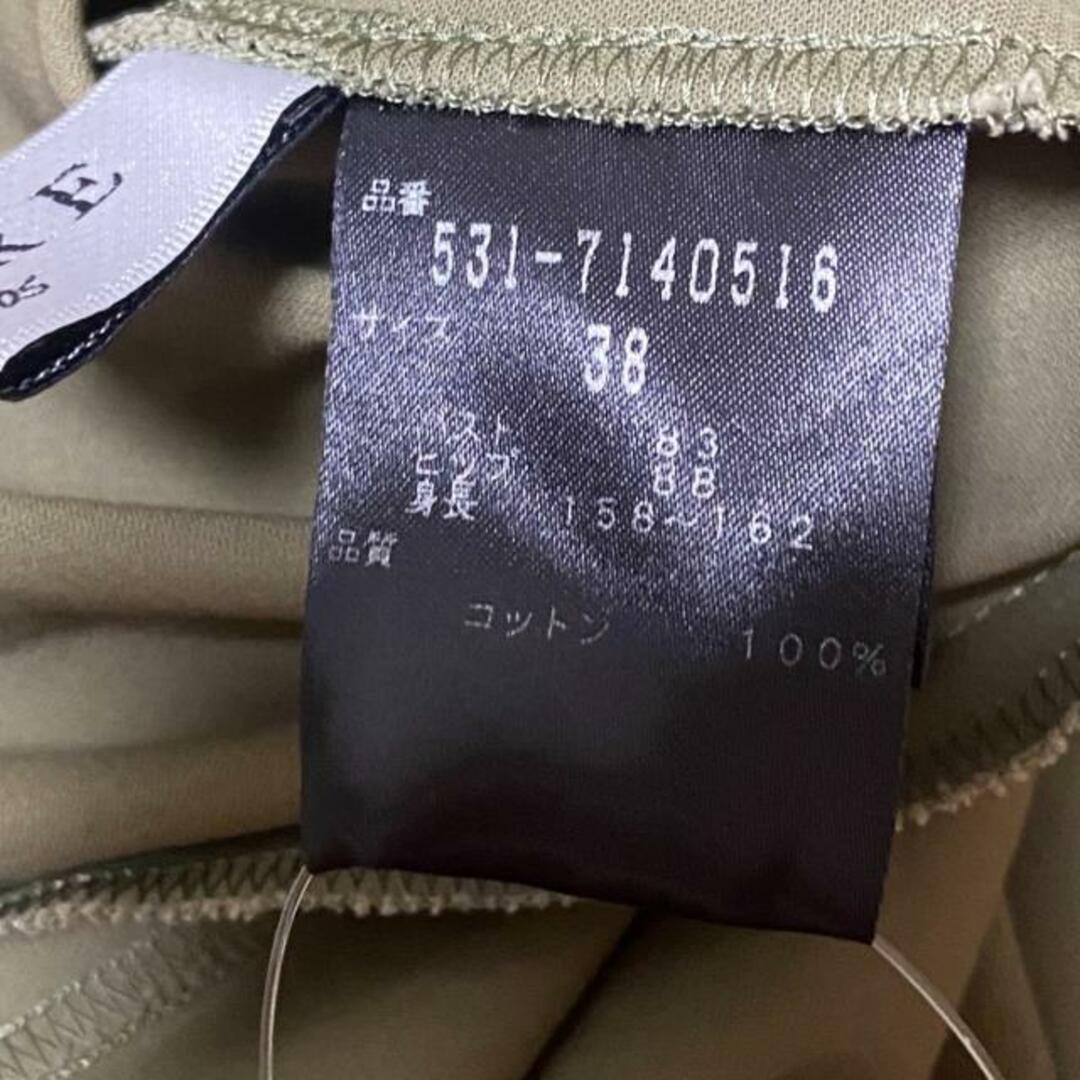 品番
531-7140516
サイズ 38
バスト 83
ヒップ 88
身長 158~162
品質
コットン 100%